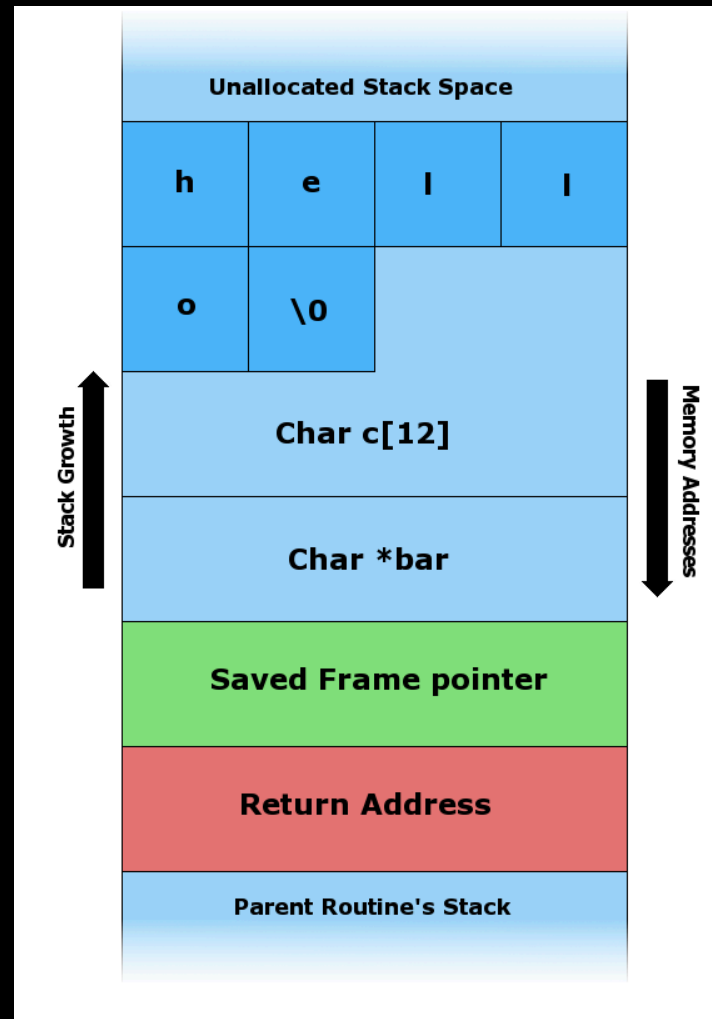 Unallocated Stack Space
h e l l
o \0
Stack Growth
Memory Addresses
Char c[12]
Char *bar
Saved Frame pointer
Return Address
Parent Routine's Stack